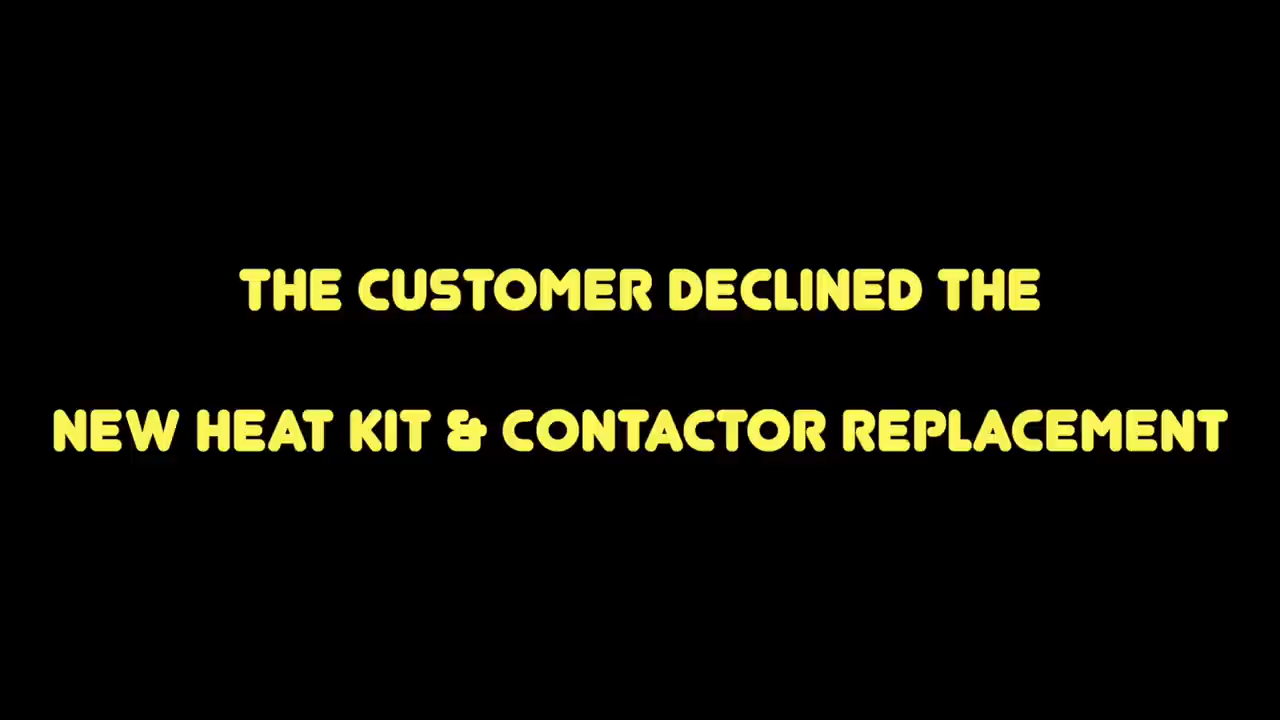 THE CUSTOMER DECLINED THE
NEW HEAT KIT & CONTACTOR REPLACEMENT